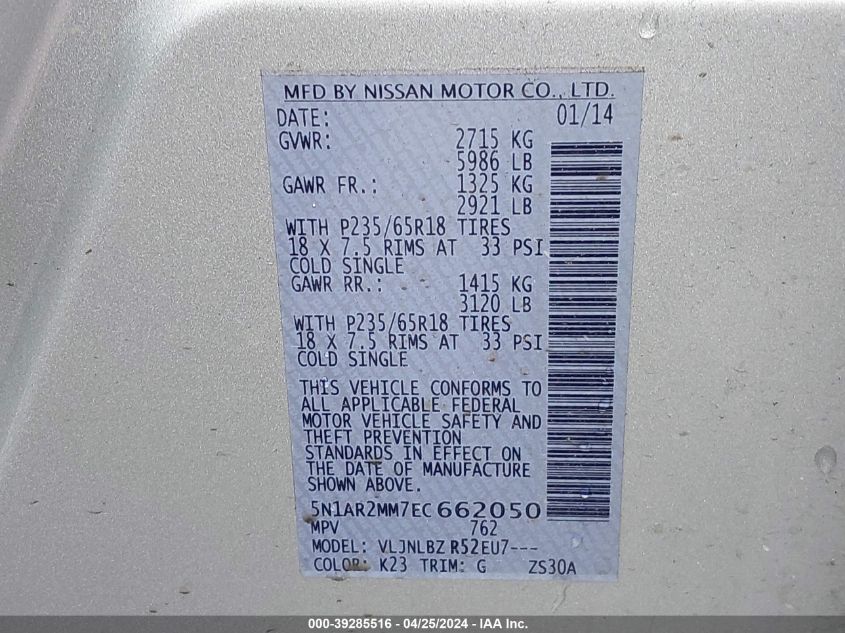 MFD BY NISSAN MOTOR CO., LTD.
DATE: 01/14
GVWR: 2715 KG
5986 LB
GAWR FR.: 1325 KG
2921 LB
WITH P235/65R18 TIRES
18 X 7.5 RIMS AT 33 PSI
COLD SINGLE
GAWR RR.: 1415 KG
3120 LB
WITH P235/65R18 TIRES
18 X 7.5 RIMS AT 33 PSI
COLD SINGLE
THIS VEHICLE CONFORMS TO
ALL APPLICABLE FEDERAL
MOTOR VEHICLE SAFETY AND
THEFT PREVENTION
STANDARDS IN EFFECT ON
THE DATE OF MANUFACTURE
SHOWN ABOVE.
5N1AR2MM7EC662050
MPV 762
MODEL: VLJNLBZ R52EU7---
COLOR: K23 TRIM: G ZS30A
000-39285516 - 04/25/2024 - IAA Inc.